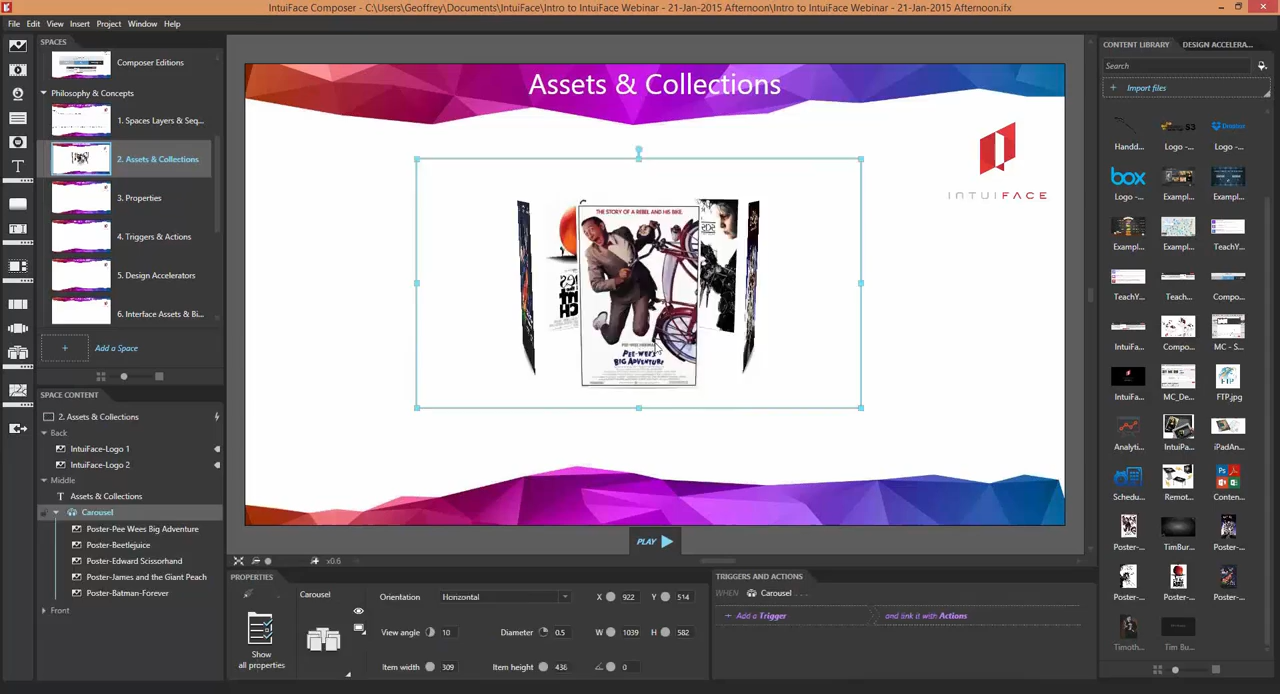 IntuiFace Composer - C:\Users\Geoffrey\Documents\IntuiFace\Intro to IntuiFace Webinar - 21-Jan-2015 Afternoon\Intro to IntuiFace Webinar - 21-Jan-2015 Afternoon.ifx
File Edit View Insert Project Window Help
SPACES
Composer Editions
Philosophy & Concepts
1. Spaces Layers & Seq...
2. Assets & Collections
3. Properties
4. Triggers & Actions
5. Design Accelerators
6. Interface Assets & Bi...
+ Add a Space
SPACE CONTENT
2. Assets & Collections
Back
IntuiFace-Logo 1
IntuiFace-Logo 2
Middle
T Assets & Collections
Carousel
Poster-Pee Wees Big Adventure
Poster-Beetlejuice
Poster-Edward Scissorhand
Poster-James and the Giant Peach
Poster-Batman-Forever
Front
Assets & Collections
INTUIFACE
THE STORY OF A REBEL AND HIS BIKE.
PEE-WEE'S
BIG ADVENTURE
PLAY
x0.6
PROPERTIES
Show
all properties
Carousel
Orientation Horizontal X 922 Y 514
View angle 10 Diameter 0.5 W 1039 H 582
Item width 309 Item height 436 0
TRIGGERS AND ACTIONS
WHEN Carousel ...
+ Add a Trigger and link it with Actions
CONTENT LIBRARY DESIGN ACCELERA...
Search
+ Import files
Handd... Logo -... Logo -...
box
Logo -... Exampl... Exampl...
Exampl... Exampl... TeachY...
TeachY... Teach... Compo...
IntuiFa... Compo... MC - S...
IntuiFa... MC_De... FTP.jpg
Analyti... IntuiPa... iPadAn...
Schedu... Remot... Conten...
Poster-... TimBur... Poster-...
Poster-... Poster-... Poster-...
Timoth... Tim Bu...